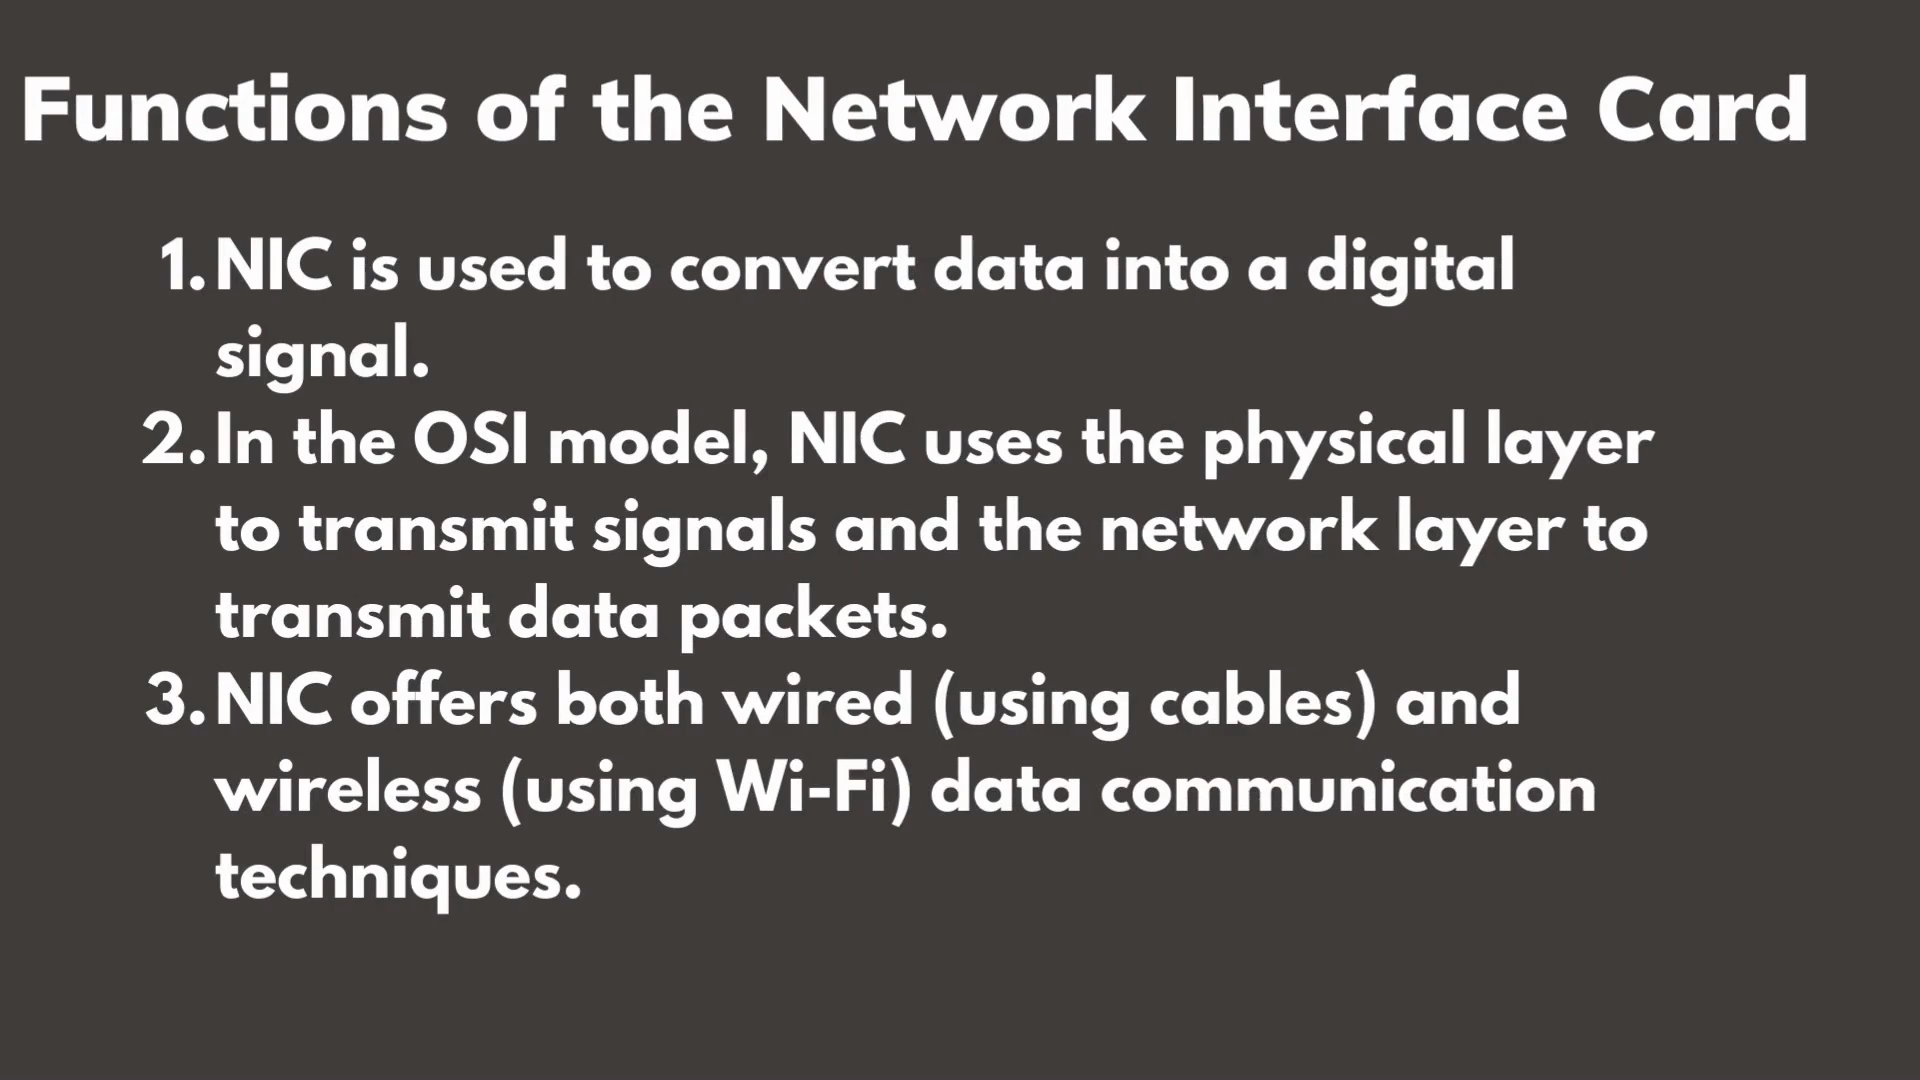 Functions of the Network Interface Card
1. NIC is used to convert data into a digital
signal.
2. In the OSI model, NIC uses the physical layer
to transmit signals and the network layer to
transmit data packets.
3. NIC offers both wired (using cables) and
wireless (using Wi-Fi) data communication
techniques.